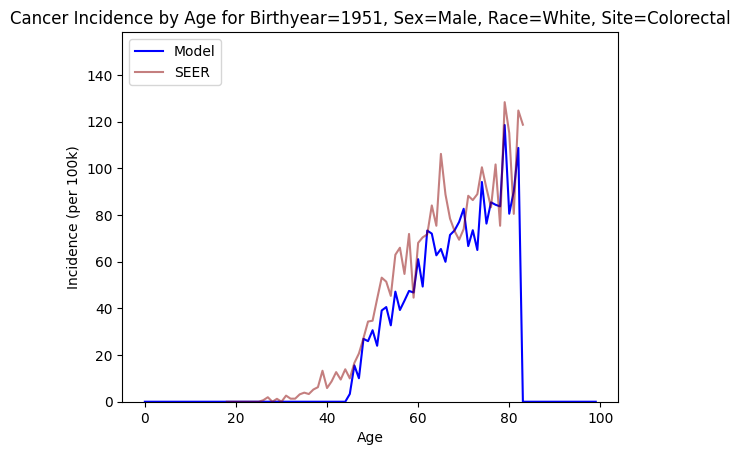 Cancer Incidence by Age for Birthyear=1951, Sex=Male, Race=White, Site=Colorectal
Model
SEER
Incidence (per 100k)
140
120
100
80
60
40
20
0
0 20 40 60 80 100
Age